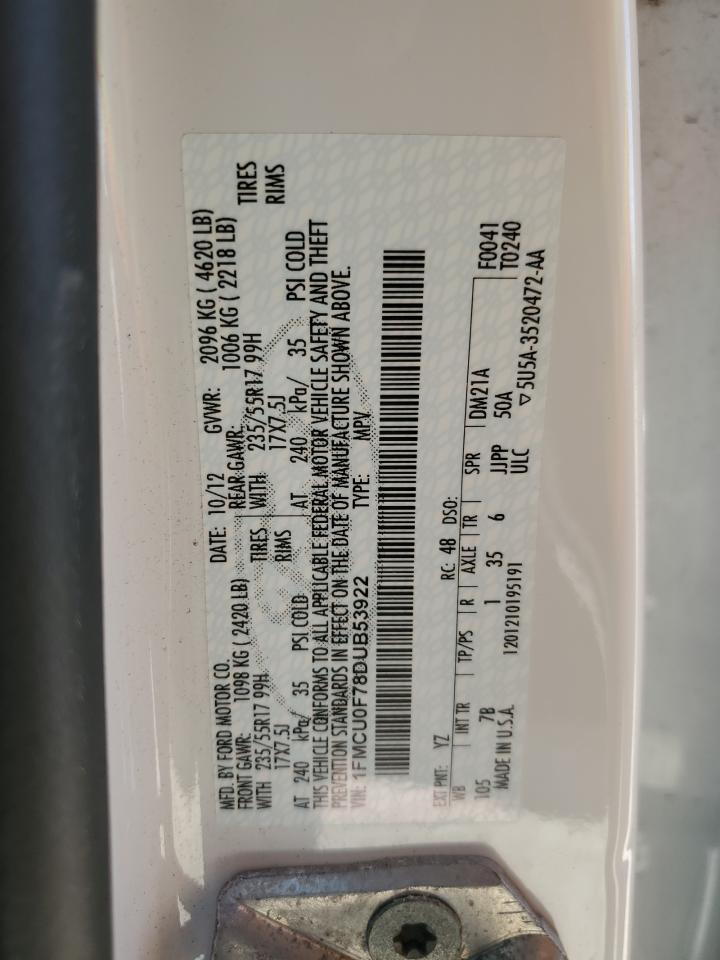 MFD. BY FORD MOTOR CO. DATE: 10/12 GVWR: 2096 KG ( 4620 LB)
FRONT GAWR: 1098 KG ( 2420 LB) REAR GAWR: 1006 KG ( 2218 LB)
WITH 235/55R17 99H TIRES WITH 235/55R17 99H TIRES
17X7.5J RIMS 17X7.5J RIMS
AT 240 kPa/ 35 PSI COLD AT 240 kPa/ 35 PSI COLD
THIS VEHICLE CONFORMS TO ALL APPLICABLE FEDERAL MOTOR VEHICLE SAFETY AND THEFT
PREVENTION STANDARDS IN EFFECT ON THE DATE OF MANUFACTURE SHOWN ABOVE.
VIN: 1FMCU0F78DUB53922 TYPE: MPV
EXT PNT: YZ RC: 48 DSO: F0041
WB INT TR TP/PS R AXLE TR SPR DM21A T0240
105 7B 1 35 6 JJPP 50A
MADE IN U.S.A. 1201210195191 ULC ▽5U5A-3520472-AA